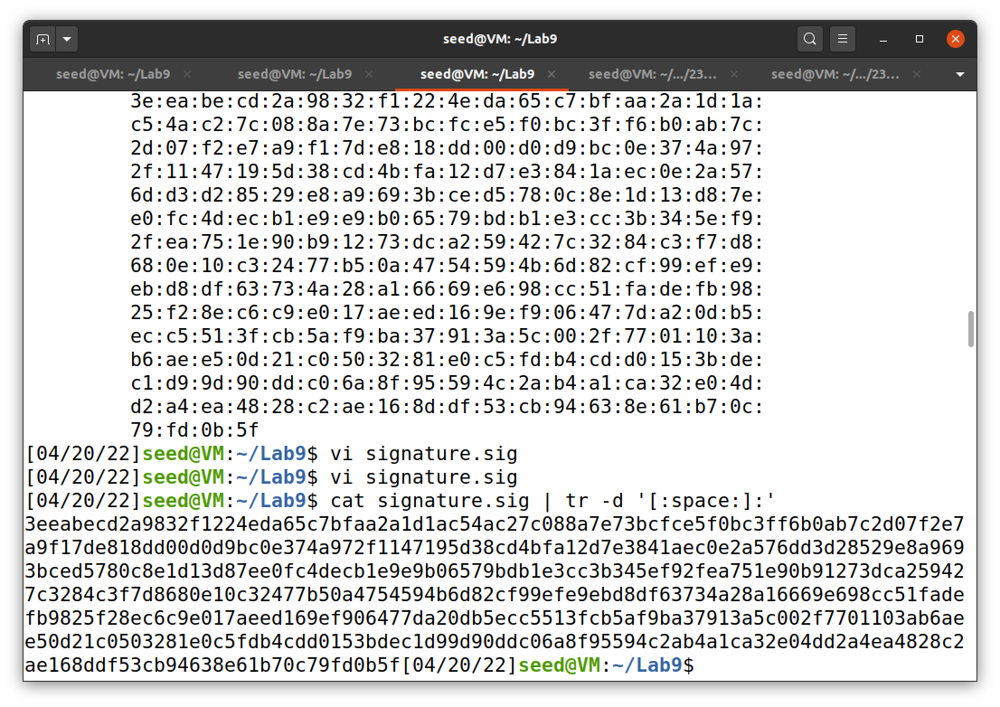 seed@VM: ~/Lab9
seed@VM: ~/Lab9 seed@VM: ~/Lab9 seed@VM: ~/Lab9 seed@VM: ~/.../23... seed@VM: ~/.../23...
3e:ea:be:cd:2a:98:32:f1:22:4e:da:65:c7:bf:aa:2a:1d:1a:
c5:4a:c2:7c:08:8a:7e:73:bc:fc:e5:f0:bc:3f:f6:b0:ab:7c:
2d:07:f2:e7:a9:f1:7d:e8:18:dd:00:d0:d9:bc:0e:37:4a:97:
2f:11:47:19:5d:38:cd:4b:fa:12:d7:e3:84:1a:ec:0e:2a:57:
6d:d3:d2:85:29:e8:a9:69:3b:ce:d5:78:0c:8e:1d:13:d8:7e:
e0:fc:4d:ec:b1:e9:e9:b0:65:79:bd:b1:e3:cc:3b:34:5e:f9:
2f:ea:75:1e:90:b9:12:73:dc:a2:59:42:7c:32:84:c3:f7:d8:
68:0e:10:c3:24:77:b5:0a:47:54:59:4b:6d:82:cf:99:ef:e9:
eb:d8:df:63:73:4a:28:a1:66:69:e6:98:cc:51:fa:de:fb:98:
25:f2:8e:c6:c9:e0:17:ae:ed:16:9e:f9:06:47:7d:a2:0d:b5:
ec:c5:51:3f:cb:5a:f9:ba:37:91:3a:5c:00:2f:77:01:10:3a:
b6:ae:e5:0d:21:c0:50:32:81:e0:c5:fd:b4:cd:d0:15:3b:de:
c1:d9:9d:90:dd:c0:6a:8f:95:59:4c:2a:b4:a1:ca:32:e0:4d:
d2:a4:ea:48:28:c2:ae:16:8d:df:53:cb:94:63:8e:61:b7:0c:
79:fd:0b:5f
[04/20/22]seed@VM:~/Lab9$ vi signature.sig
[04/20/22]seed@VM:~/Lab9$ vi signature.sig
[04/20/22]seed@VM:~/Lab9$ cat signature.sig | tr -d '[:space:]:'
3eeabecd2a9832f1224eda65c7bfaa2a1d1ac54ac27c088a7e73bcfce5f0bc3ff6b0ab7c2d07f2e7
a9f17de818dd00d0d9bc0e374a972f1147195d38cd4bfa12d7e3841aec0e2a576dd3d28529e8a969
3bced5780c8e1d13d87ee0fc4decb1e9e9b06579bdb1e3cc3b345ef92fea751e90b91273dca25942
7c3284c3f7d8680e10c32477b50a4754594b6d82cf99efe9ebd8df63734a28a16669e698cc51fade
fb9825f28ec6c9e017aeed169ef906477da20db5ecc5513fcb5af9ba37913a5c002f7701103ab6ae
e50d21c0503281e0c5fdb4cdd0153bdec1d99d90ddc06a8f95594c2ab4a1ca32e04dd2a4ea4828c2
ae168ddf53cb94638e61b70c79fd0b5f[04/20/22]seed@VM:~/Lab9$